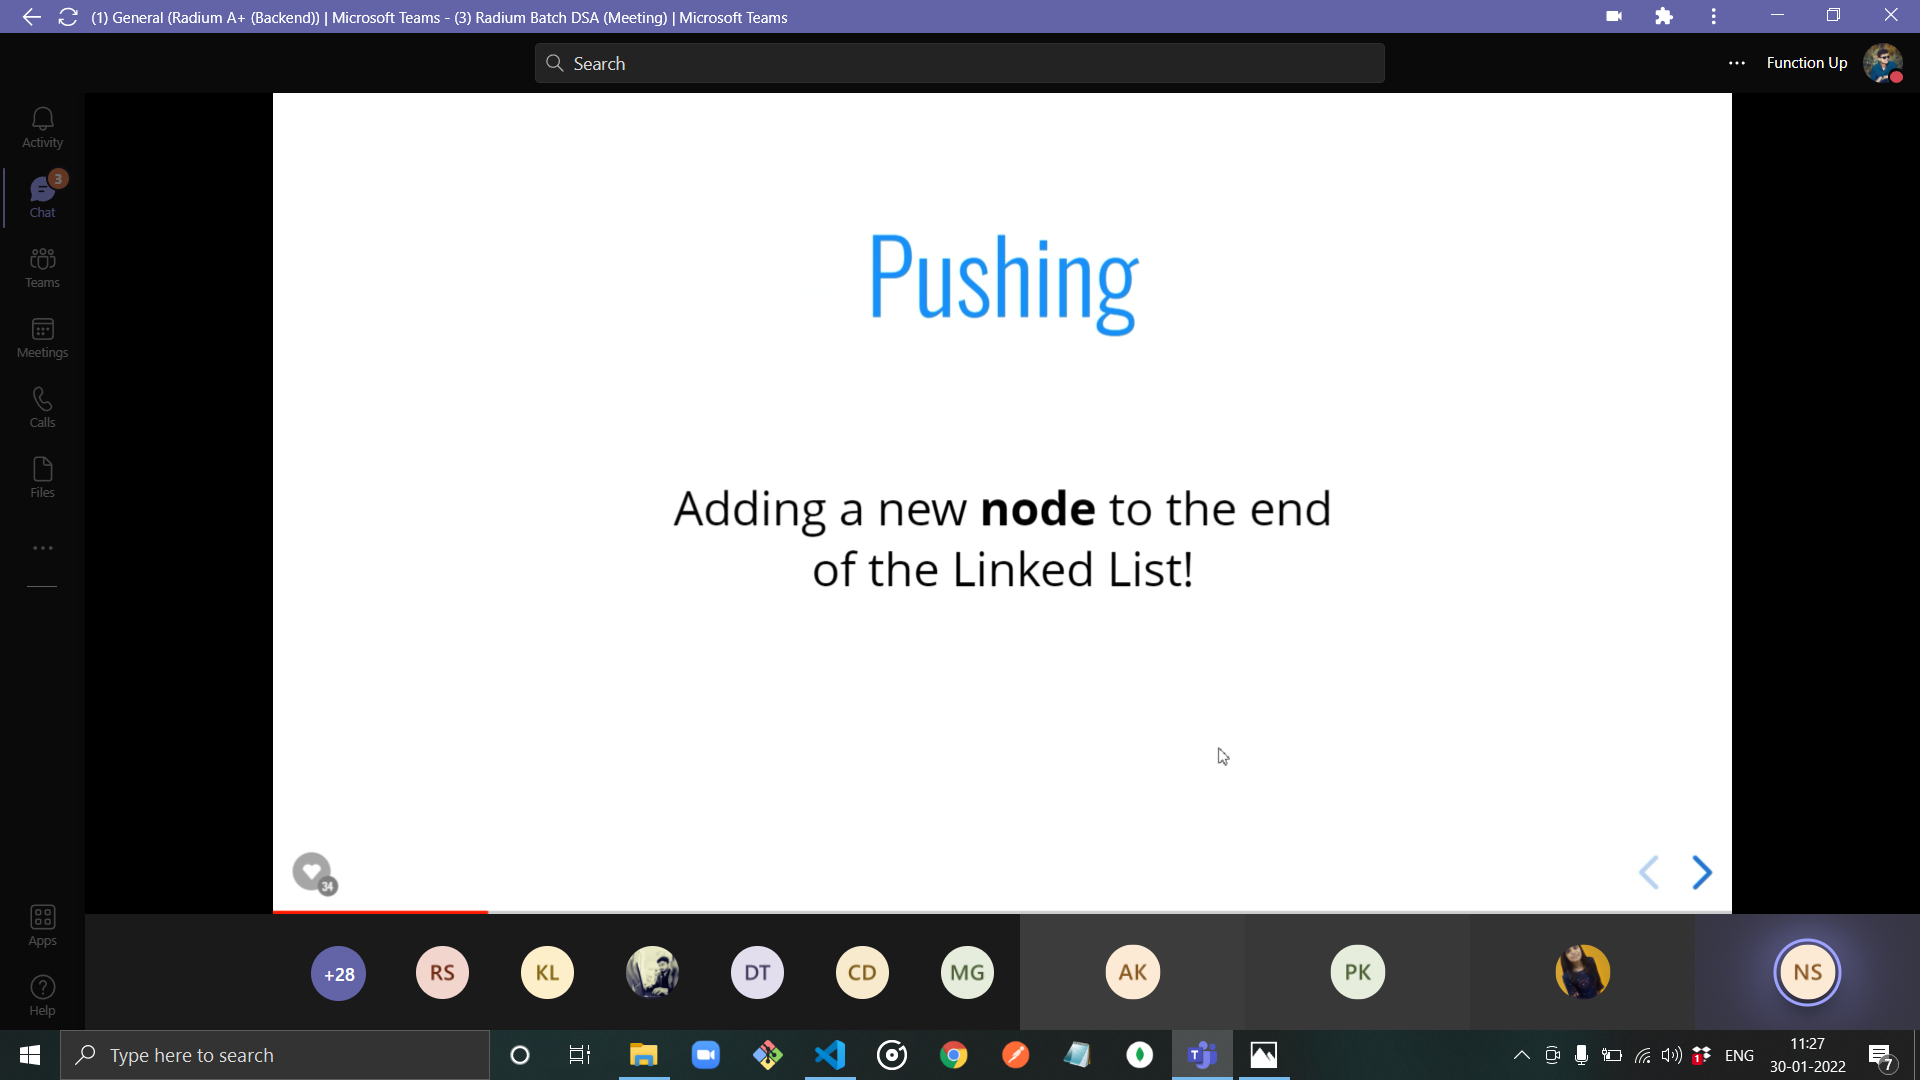 (1) General (Radium A+ (Backend)) | Microsoft Teams - (3) Radium Batch DSA (Meeting) | Microsoft Teams
Search
Function Up
Activity
3
Chat
Teams
Meetings
Calls
Files
Apps
Help
Pushing
Adding a new node to the end
of the Linked List!
34
+28
RS
KL
DT
CD
MG
AK
PK
NS
Type here to search
T
1
ENG
11:27
30-01-2022
7